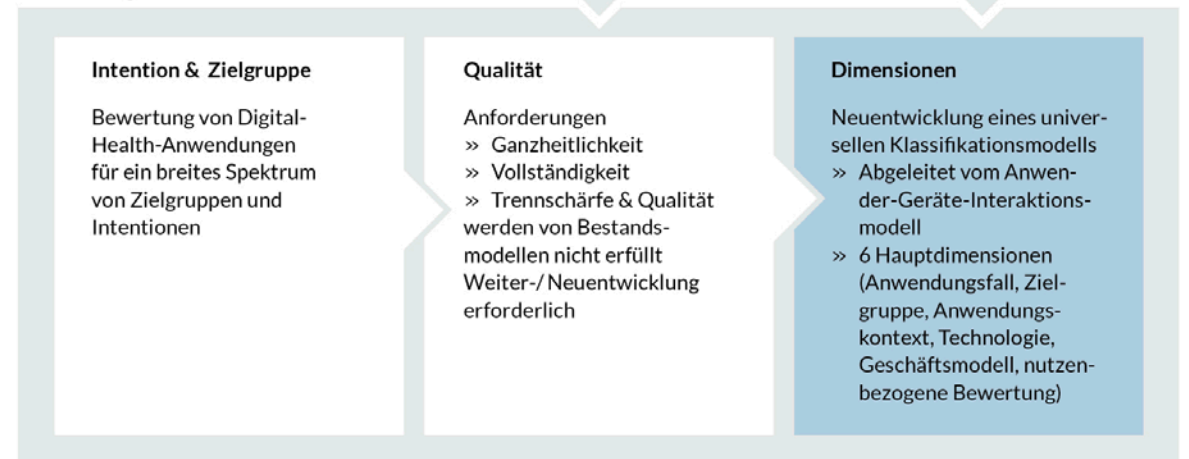 Intention & Zielgruppe
Bewertung von Digital-
Health-Anwendungen
für ein breites Spektrum
von Zielgruppen und
Intentionen
Qualität
Anforderungen
» Ganzheitlichkeit
» Vollständigkeit
» Trennschärfe & Qualität
werden von Bestands-
modellen nicht erfüllt
Weiter-/ Neuentwicklung
erforderlich
Dimensionen
Neuentwicklung eines univer-
sellen Klassifikationsmodells
» Abgeleitet vom Anwen-
der-Geräte-Interaktions-
modell
» 6 Hauptdimensionen
(Anwendungsfall, Ziel-
gruppe, Anwendungs-
kontext, Technologie,
Geschäftsmodell, nutzen-
bezogene Bewertung)